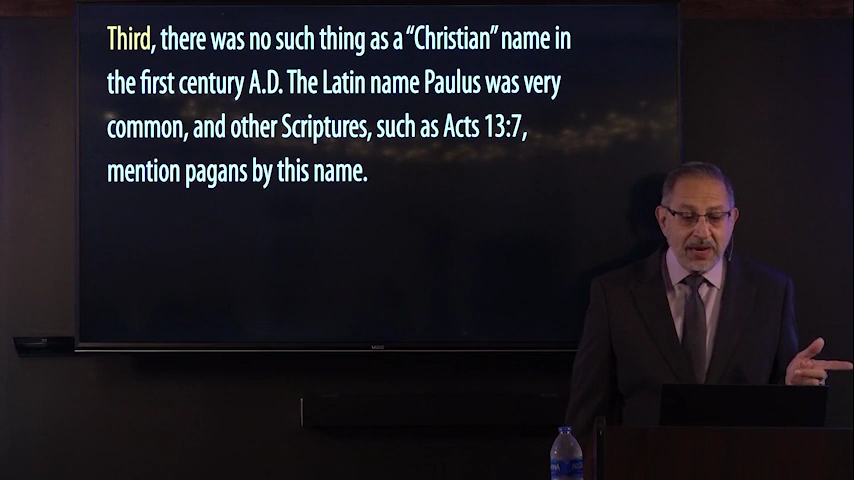 Third, there was no such thing as a “Christian” name in
the first century A.D. The Latin name Paulus was very
common, and other Scriptures, such as Acts 13:7,
mention pagans by this name.